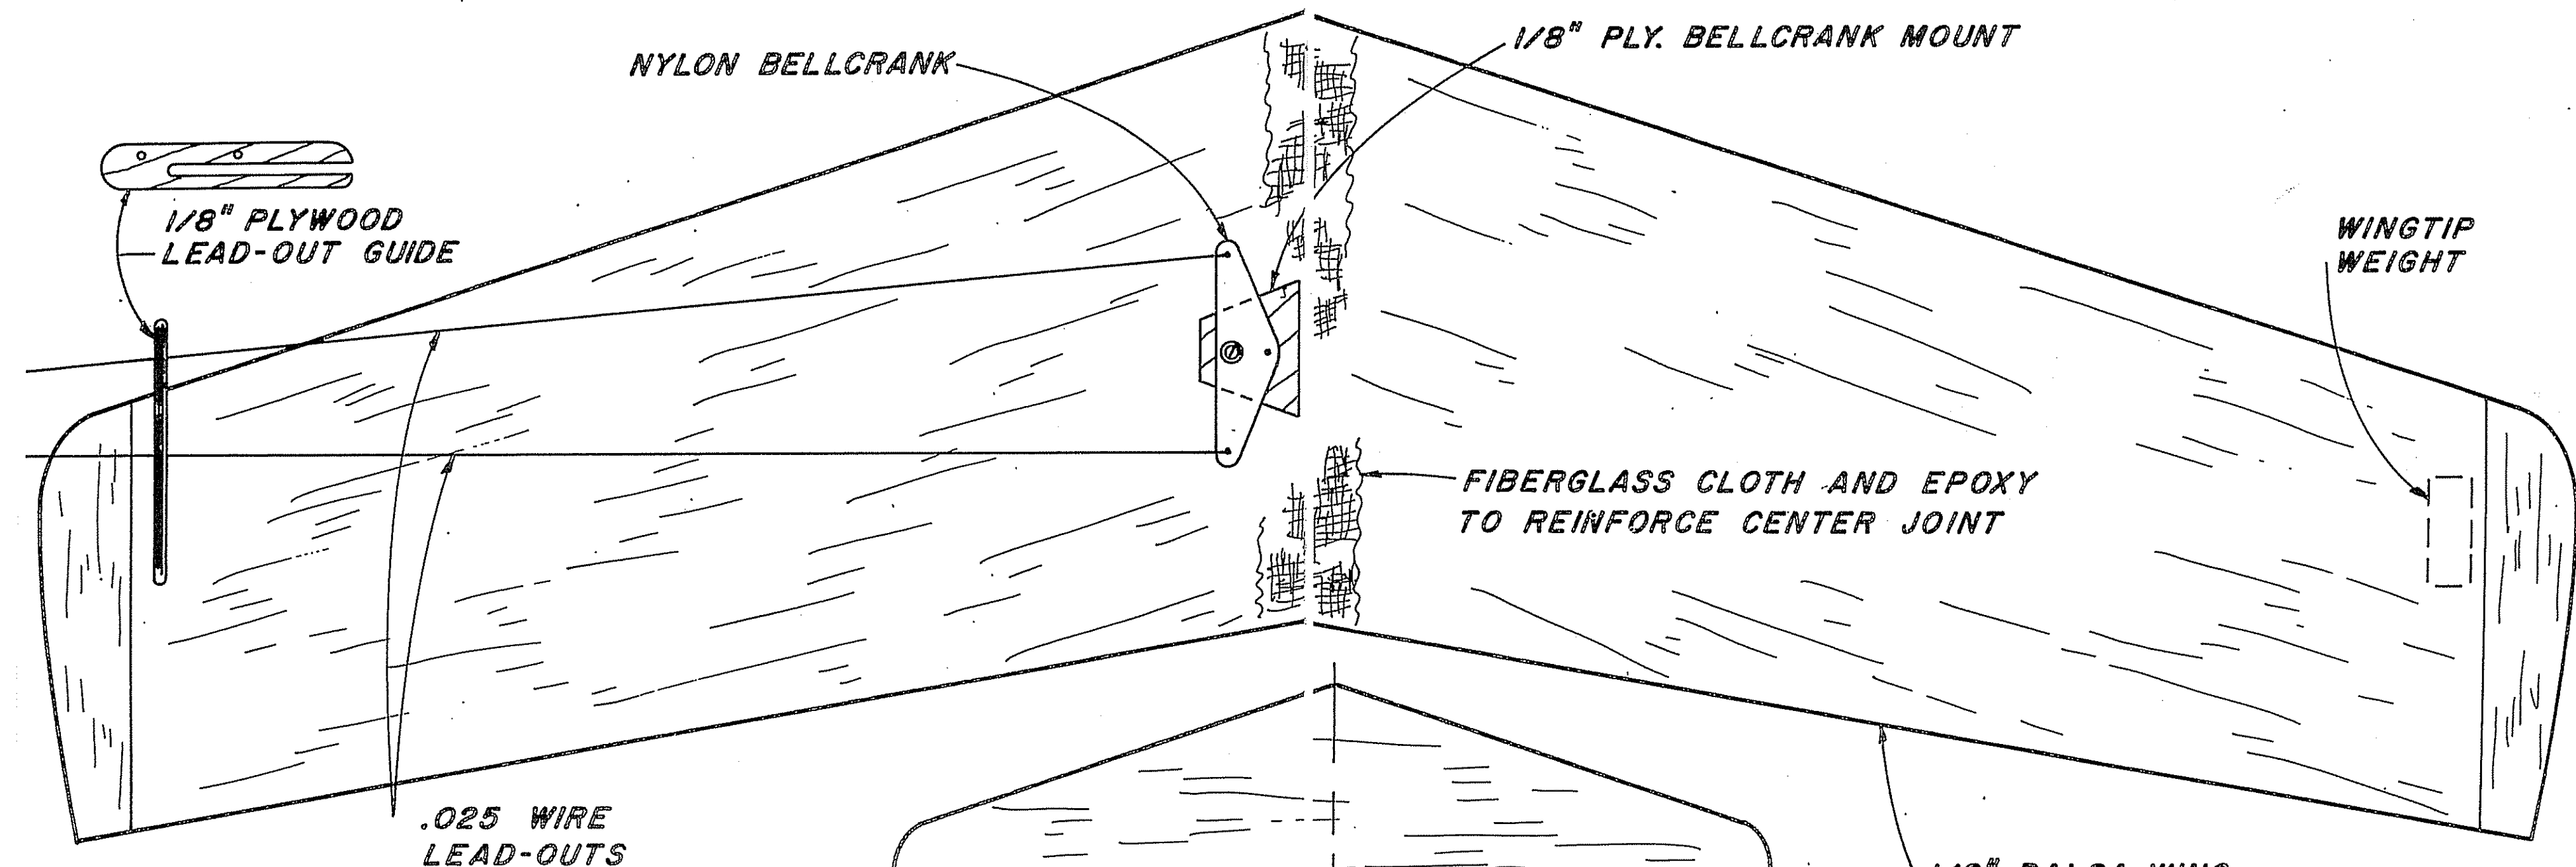 NYLON BELLCRANK
1/8" PLY. BELLCRANK MOUNT
1/8" PLYWOOD
LEAD-OUT GUIDE
WINGTIP
WEIGHT
FIBERGLASS CLOTH AND EPOXY
TO REINFORCE CENTER JOINT
.025 WIRE
LEAD-OUTS